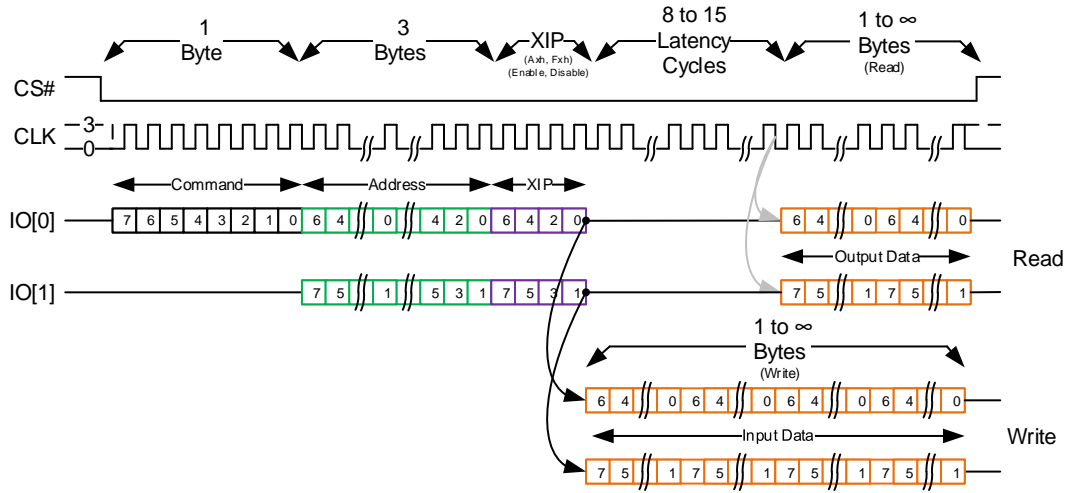 1 Byte
3 Bytes
XIP
(Axh, Fxh)
(Enable, Disable)
8 to 15 Latency Cycles
1 to ∞ Bytes
(Read)
CS#
CLK
3
0
Command
Address
XIP
IO[0]
7 6 5 4 3 2 1 0 6 4 0 4 2 0 6 4 2 0 6 4 0 6 4 0
Output Data
Read
IO[1]
7 5 1 5 3 1 7 5 3 1 7 5 1 7 5 1
1 to ∞ Bytes
(Write)
6 4 0 6 4 0 6 4 0 6 4 0
Input Data
Write
7 5 1 7 5 1 7 5 1 7 5 1